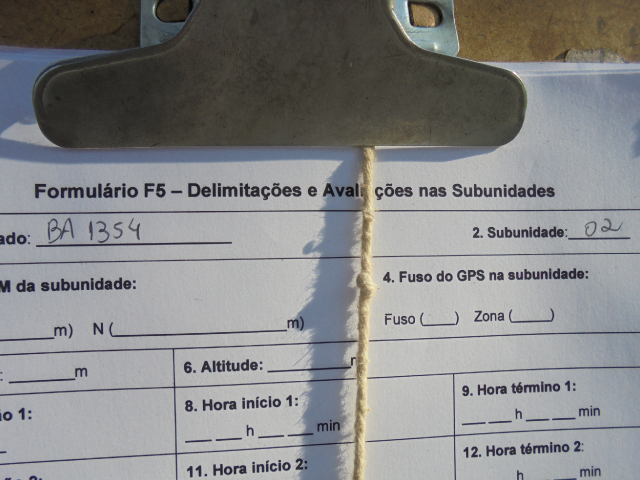 Formulário F5 – Delimitações e Avaliações nas Subunidades
ado: BA 1354 2. Subunidade: 02
M da subunidade: 4. Fuso do GPS na subunidade:
m) N ( m) Fuso ( ) Zona ( )
: m 6. Altitude:
o 1: 8. Hora início 1: 9. Hora término 1:
h min h min
11. Hora início 2: 12. Hora término 2:
h min